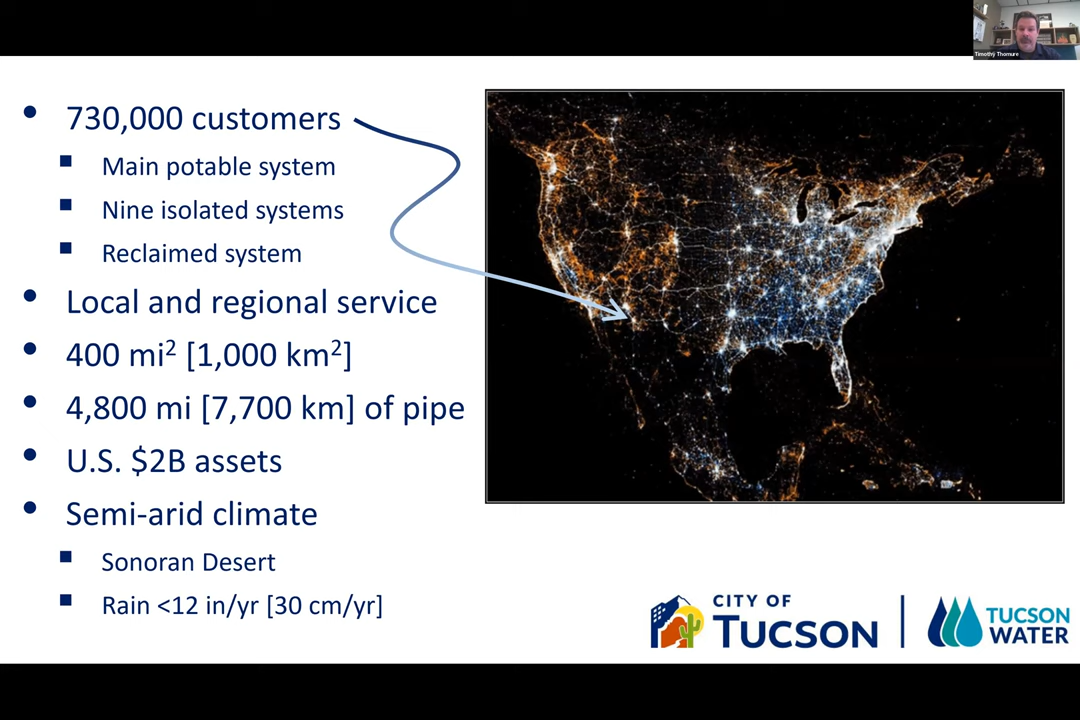 Timothy Thomure
730,000 customers
Main potable system
Nine isolated systems
Reclaimed system
Local and regional service
400 mi² [1,000 km²]
4,800 mi [7,700 km] of pipe
U.S. $2B assets
Semi-arid climate
Sonoran Desert
Rain <12 in/yr [30 cm/yr]
CITY OF
TUCSON
TUCSON
WATER